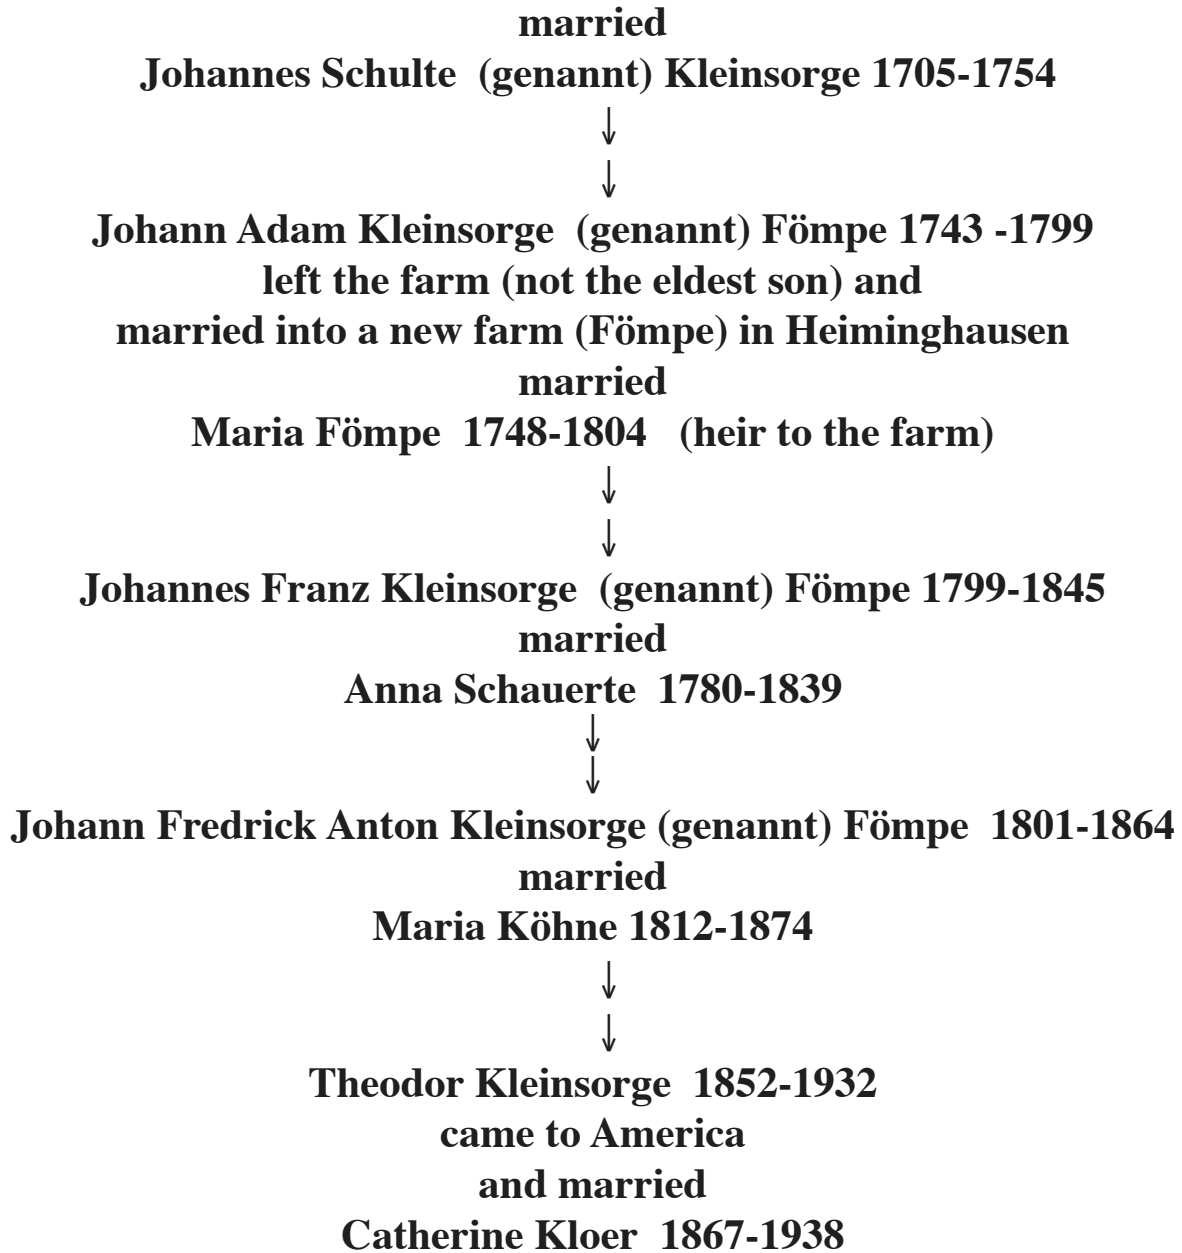 married
Johannes Schulte  (genannt) Kleinsorge 1705-1754
↓
↓
Johann Adam Kleinsorge  (genannt) Fömpe 1743 -1799
left the farm (not the eldest son) and
married into a new farm (Fömpe) in Heiminghausen
married
Maria Fömpe  1748-1804   (heir to the farm)
↓
↓
Johannes Franz Kleinsorge  (genannt) Fömpe 1799-1845
married
Anna Schauerte  1780-1839
↓
↓
Johann Fredrick Anton Kleinsorge (genannt) Fömpe  1801-1864
married
Maria Köhne 1812-1874
↓
↓
Theodor Kleinsorge  1852-1932
came to America
and married
Catherine Kloer  1867-1938